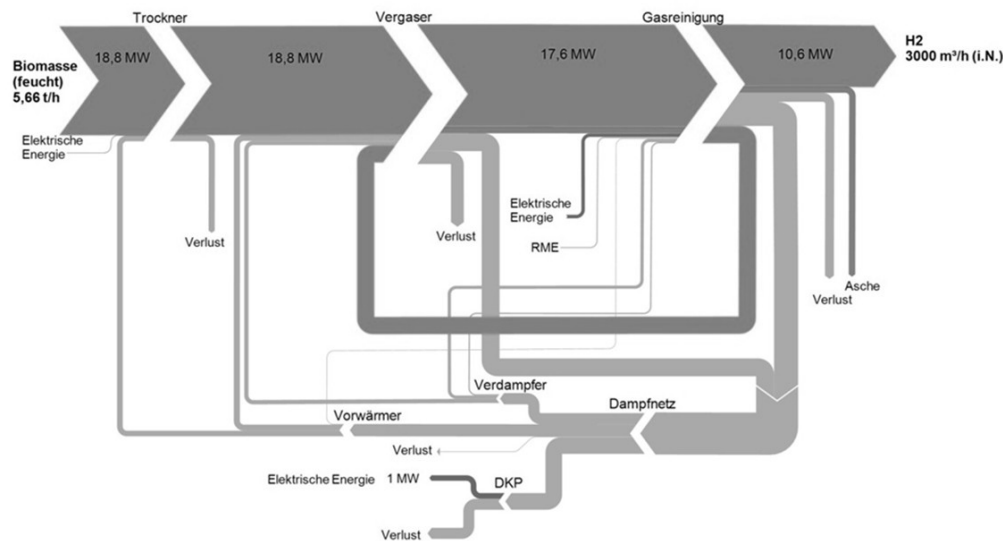 Trockner
Vergaser
Gasreinigung
18,8 MW
18,8 MW
17,6 MW
10,6 MW
H2
3000 m³/h (i.N.)
Biomasse
(feucht)
5,66 t/h
Elektrische
Energie
Verlust
Verlust
Elektrische
Energie
RME
Asche
Verlust
Verdampfer
Dampfnetz
Vorwärmer
Verlust
Elektrische Energie 1 MW
DKP
Verlust